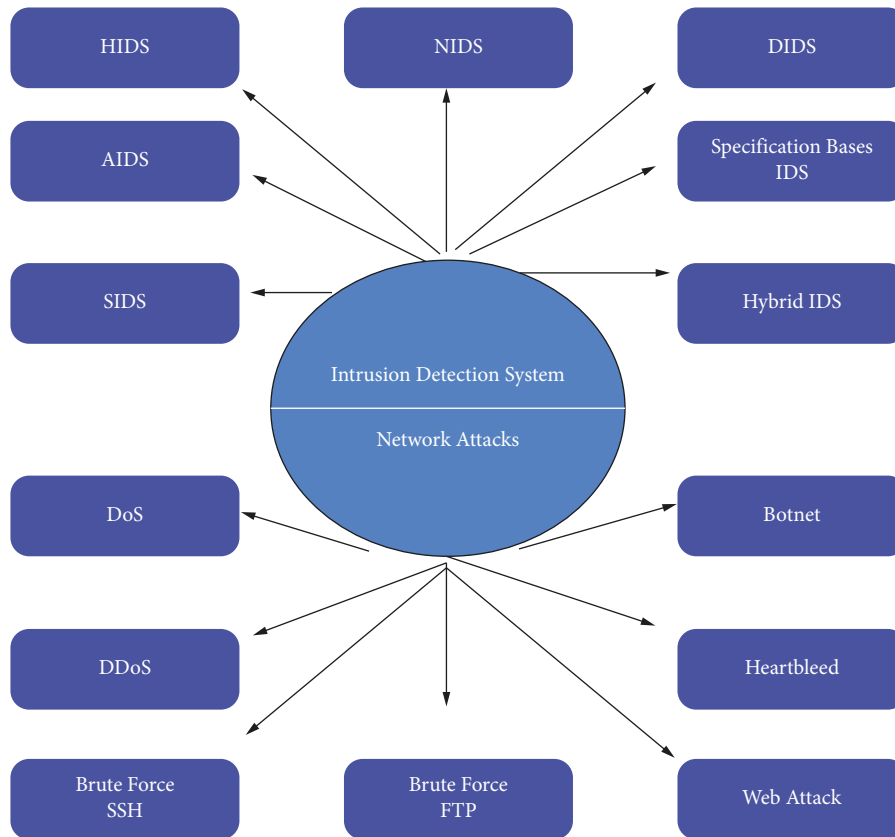 HIDS
NIDS
DIDS
AIDS
Specification Bases
IDS
SIDS
Hybrid IDS
Intrusion Detection System
Network Attacks
DoS
Botnet
DDoS
Heartbleed
Brute Force
SSH
Brute Force
FTP
Web Attack